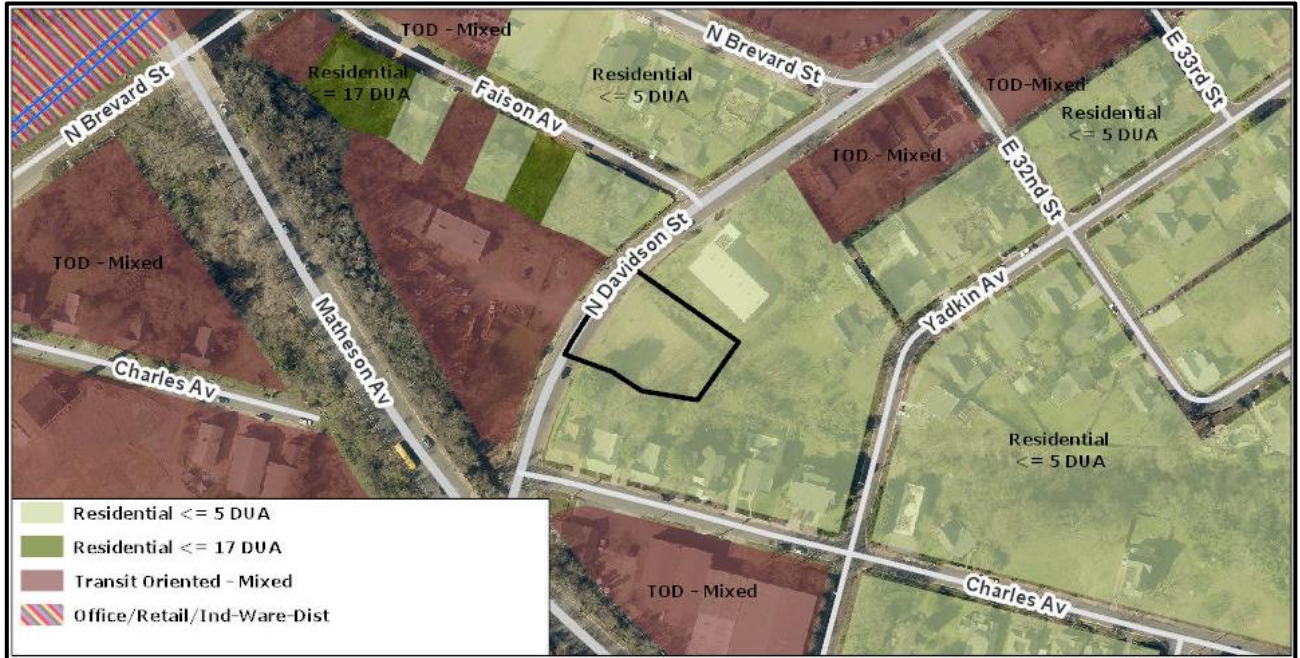 TOD - Mixed
N Brevard St
N Brevard St
E 33rd St
Residential
<= 17 DUA
Residential
<= 5 DUA
TOD-Mixed
Residential
<= 5 DUA
Faison Av
TOD - Mixed
E 32nd St
N Davidson St
TOD - Mixed
Matheson Av
Yadkin Av
Charles Av
Residential
<= 5 DUA
TOD - Mixed
Charles Av
Residential <= 5 DUA
Residential <= 17 DUA
Transit Oriented - Mixed
Office/Retail/Ind-Ware-Dist